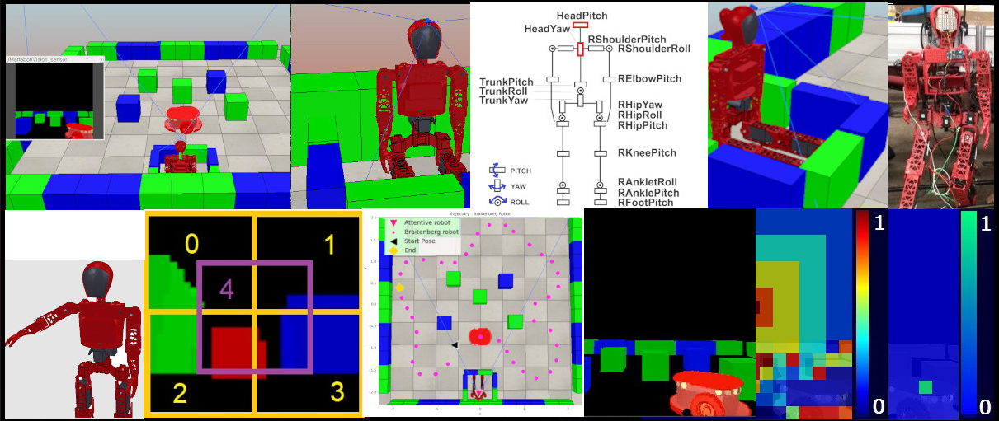 /Mertabot/Vision_sensor
HeadPitch
HeadYaw
RShoulderPitch
RShoulderRoll
TrunkPitch
RElbowPitch
TrunkRoll
TrunkYaw
RHipYaw
RHipRoll
RHipPitch
RKneePitch
PITCH
YAW
ROLL
RAnkletRoll
RAnklePitch
RFootPitch
0
1
4
2
3
Trajectory - Braitenberg Robot
Attentive robot
Braitenberg robot
Start Pose
End
1
0
1
0